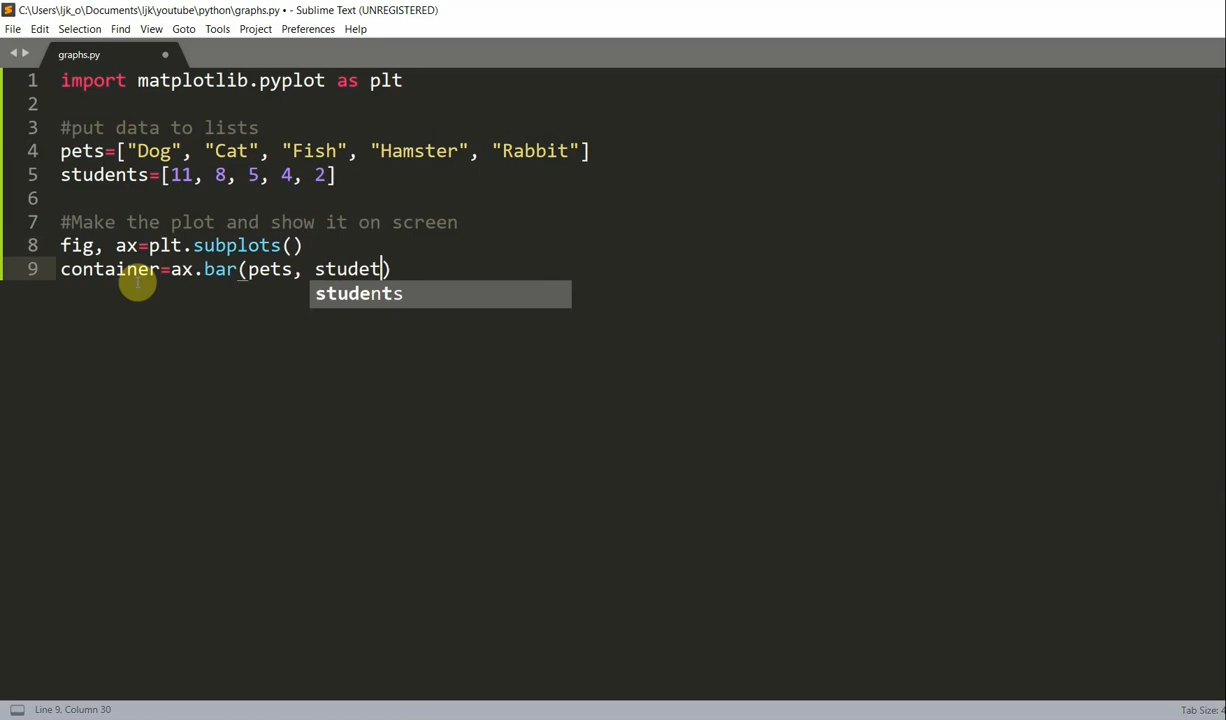 C:\Users\ljk_o\Documents\ljk\youtube\python\graphs.py • - Sublime Text (UNREGISTERED)
File Edit Selection Find View Goto Tools Project Preferences Help
graphs.py
1 import matplotlib.pyplot as plt
2
3 #put data to lists
4 pets=["Dog", "Cat", "Fish", "Hamster", "Rabbit"]
5 students=[11, 8, 5, 4, 2]
6
7 #Make the plot and show it on screen
8 fig, ax=plt.subplots()
9 container=ax.bar(pets, studet)
students
Line 9, Column 30
Tab Size: 4